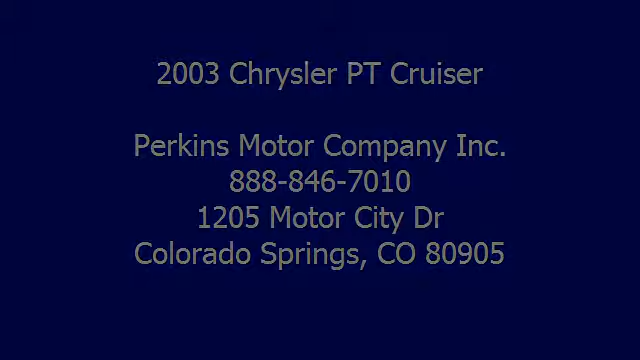 2003 Chrysler PT Cruiser
Perkins Motor Company Inc.
888-846-7010
1205 Motor City Dr
Colorado Springs, CO 80905